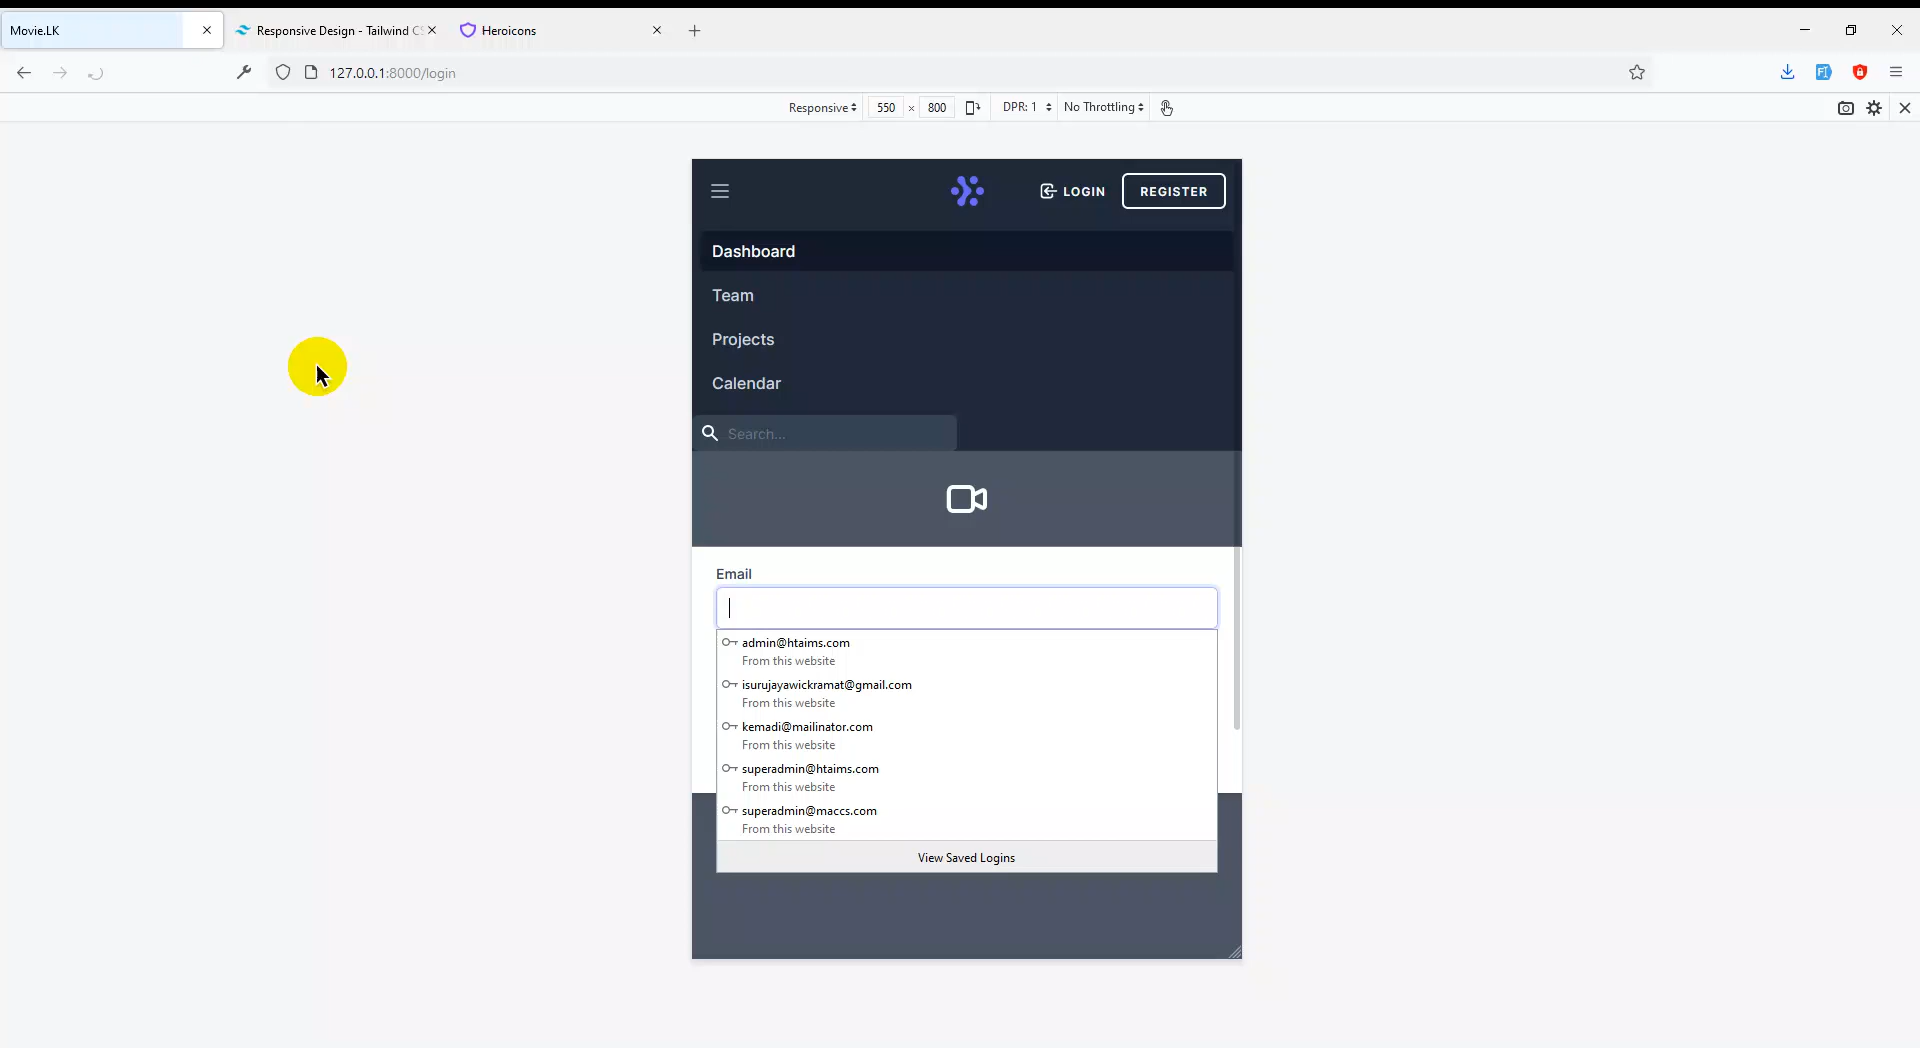 Movie.LK
Responsive Design - Tailwind CS
Heroicons
127.0.0.1:8000/login
Responsive
550 × 800
DPR: 1
No Throttling
LOGIN
REGISTER
Dashboard
Team
Projects
Calendar
Search...
Email
admin@htaims.com
From this website
isurujayawickramat@gmail.com
From this website
kemadi@mailinator.com
From this website
superadmin@htaims.com
From this website
superadmin@maccs.com
From this website
View Saved Logins